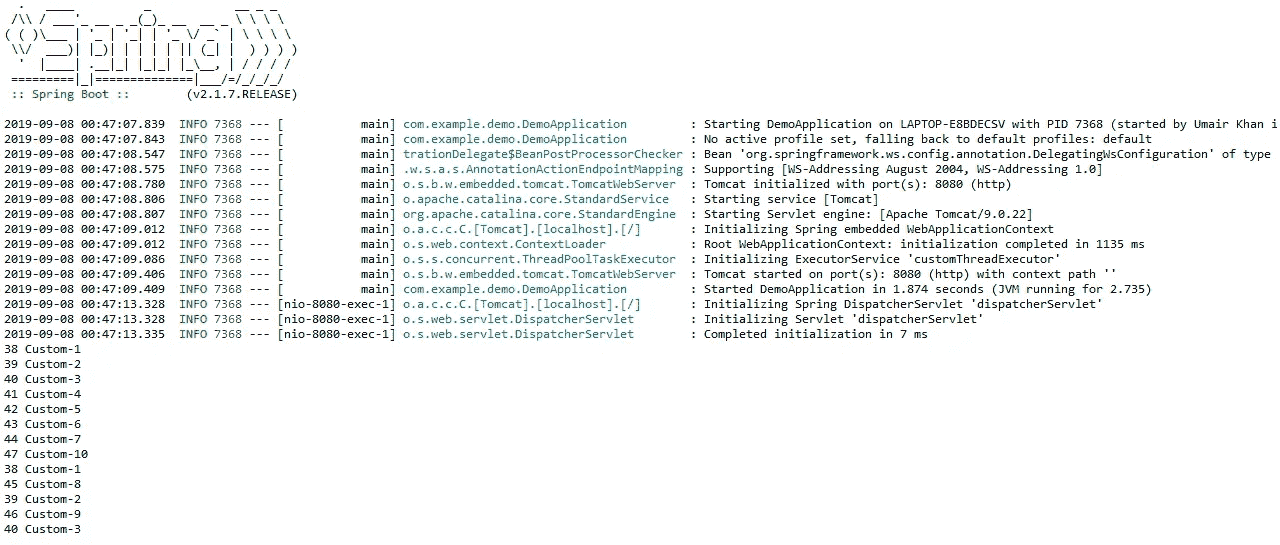 .   ____          _            __ _ _
 /\\ / ___'_ __ _ _(_)_ __  __ _ \ \ \ \
( ( )\___ | '_ | '_| | '_ \/ _` | \ \ \ \
 \\/  ___)| |_)| | | | | || (_| |  ) ) ) )
  '  |____| .__|_| |_|_| |_\__, | / / / /
 =========|_|==============|___/=/_/_/_/
 :: Spring Boot ::        (v2.1.7.RELEASE)
2019-09-08 00:47:07.839  INFO 7368 --- [           main] com.example.demo.DemoApplication         : Starting DemoApplication on LAPTOP-E8BDECSV with PID 7368 (started by Umair Khan i
2019-09-08 00:47:07.843  INFO 7368 --- [           main] com.example.demo.DemoApplication         : No active profile set, falling back to default profiles: default
2019-09-08 00:47:08.547  INFO 7368 --- [           main] trationDelegate$BeanPostProcessorChecker : Bean 'org.springframework.ws.config.annotation.DelegatingWsConfiguration' of type
2019-09-08 00:47:08.575  INFO 7368 --- [           main] .w.s.a.s.AnnotationActionEndpointMapping : Supporting [WS-Addressing August 2004, WS-Addressing 1.0]
2019-09-08 00:47:08.780  INFO 7368 --- [           main] o.s.b.w.embedded.tomcat.TomcatWebServer  : Tomcat initialized with port(s): 8080 (http)
2019-09-08 00:47:08.806  INFO 7368 --- [           main] o.apache.catalina.core.StandardService   : Starting service [Tomcat]
2019-09-08 00:47:08.807  INFO 7368 --- [           main] org.apache.catalina.core.StandardEngine  : Starting Servlet engine: [Apache Tomcat/9.0.22]
2019-09-08 00:47:09.012  INFO 7368 --- [           main] o.a.c.c.C.[Tomcat].[localhost].[/]       : Initializing Spring embedded WebApplicationContext
2019-09-08 00:47:09.012  INFO 7368 --- [           main] o.s.web.context.ContextLoader            : Root WebApplicationContext: initialization completed in 1135 ms
2019-09-08 00:47:09.086  INFO 7368 --- [           main] o.s.s.concurrent.ThreadPoolTaskExecutor  : Initializing ExecutorService 'customThreadExecutor'
2019-09-08 00:47:09.406  INFO 7368 --- [           main] o.s.b.w.embedded.tomcat.TomcatWebServer  : Tomcat started on port(s): 8080 (http) with context path ''
2019-09-08 00:47:09.409  INFO 7368 --- [           main] com.example.demo.DemoApplication         : Started DemoApplication in 1.874 seconds (JVM running for 2.735)
2019-09-08 00:47:13.328  INFO 7368 --- [nio-8080-exec-1] o.a.c.c.C.[Tomcat].[localhost].[/]       : Initializing Spring DispatcherServlet 'dispatcherServlet'
2019-09-08 00:47:13.328  INFO 7368 --- [nio-8080-exec-1] o.s.web.servlet.DispatcherServlet        : Initializing Servlet 'dispatcherServlet'
2019-09-08 00:47:13.335  INFO 7368 --- [nio-8080-exec-1] o.s.web.servlet.DispatcherServlet        : Completed initialization in 7 ms
38 Custom-1
39 Custom-2
40 Custom-3
41 Custom-4
42 Custom-5
43 Custom-6
44 Custom-7
47 Custom-10
38 Custom-1
45 Custom-8
39 Custom-2
46 Custom-9
40 Custom-3